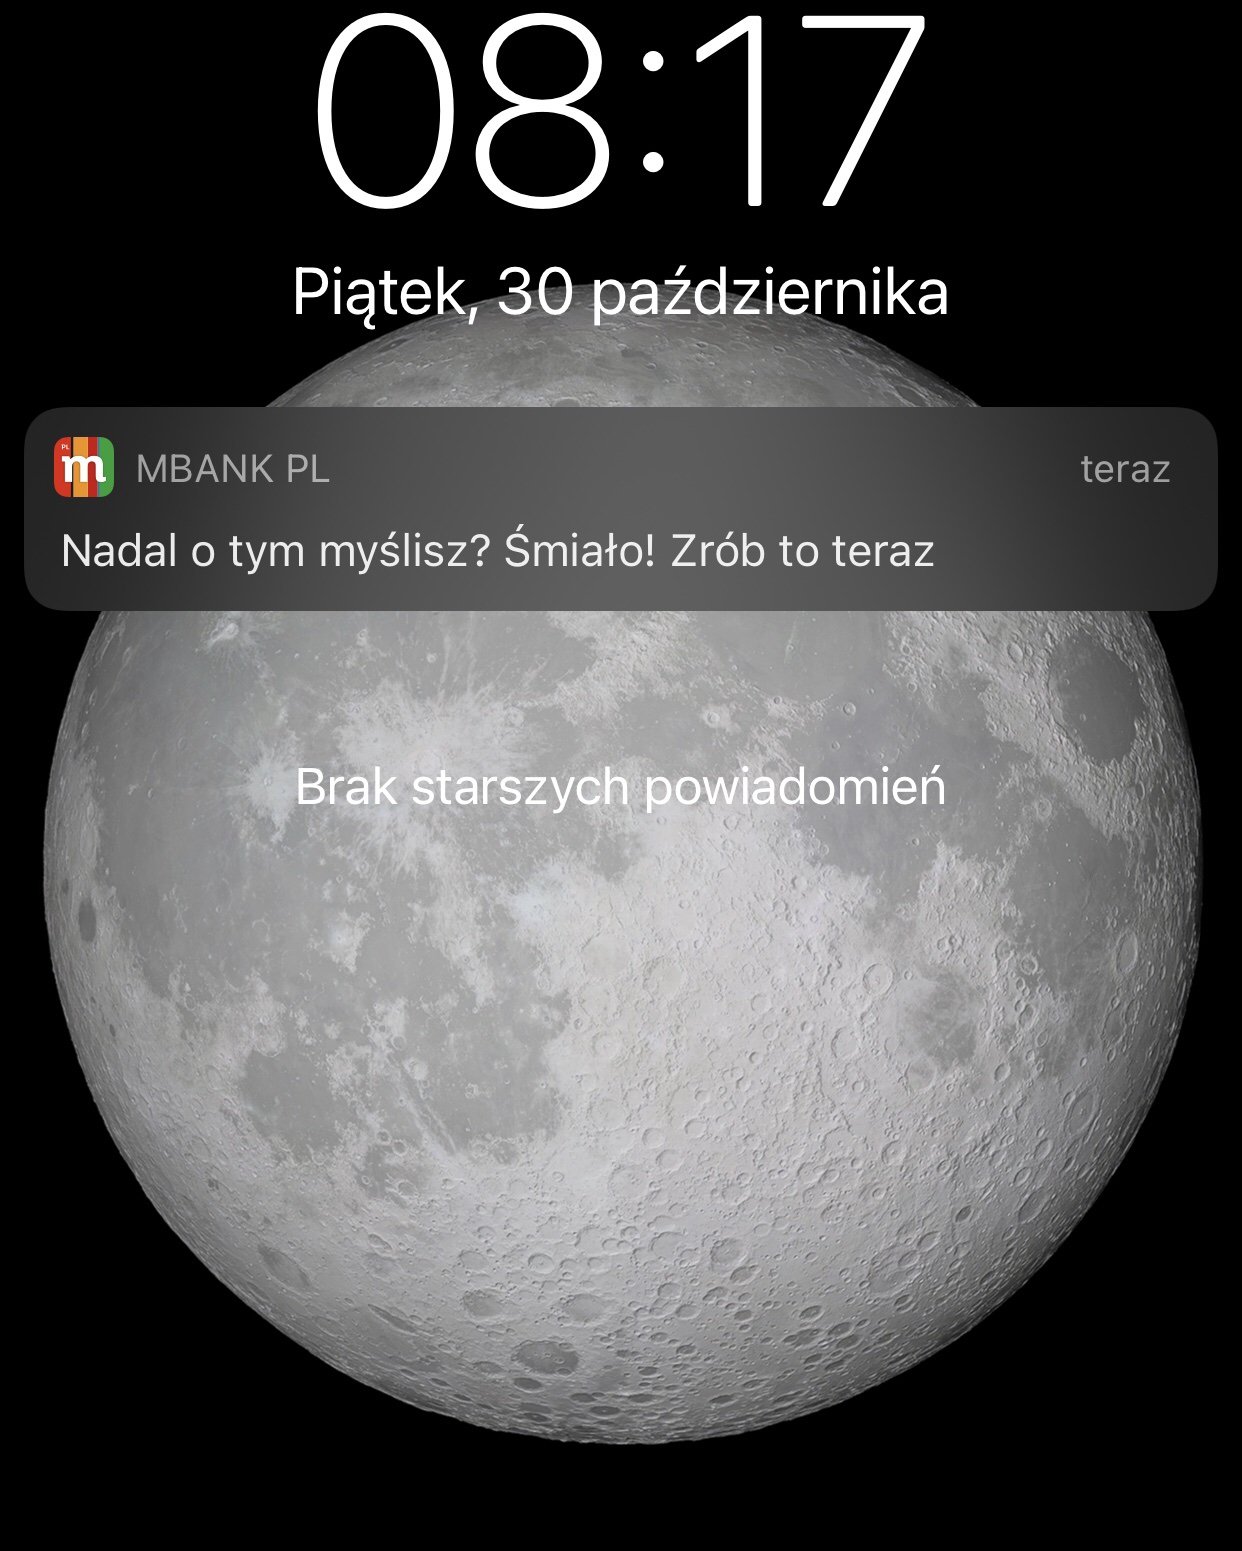 08:17
Piątek, 30 października
PL
m
MBANK PL
teraz
Nadal o tym myślisz? Śmiało! Zrób to teraz
Brak starszych powiadomień